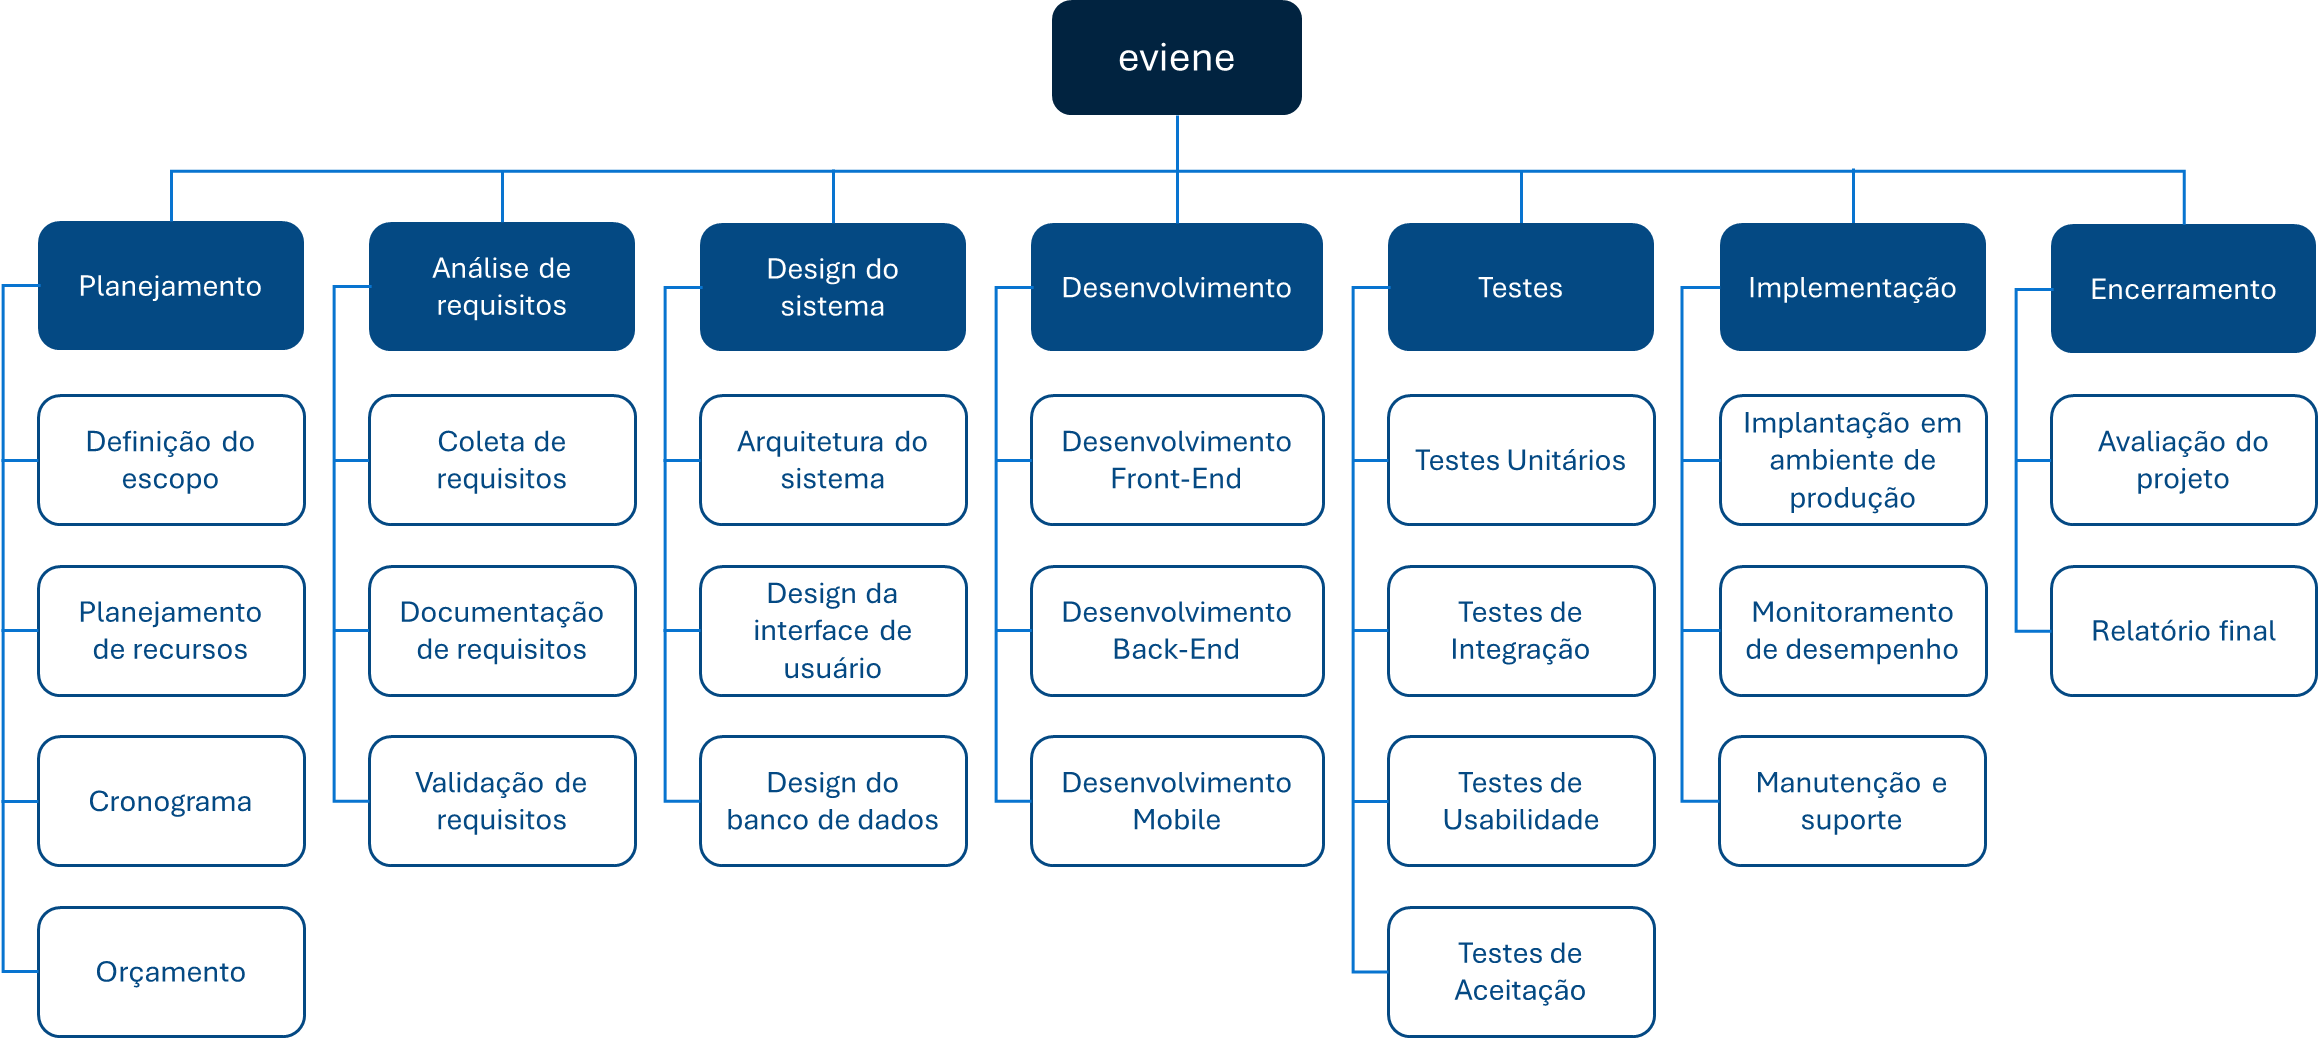 eviene
Planejamento
Definição do
escopo
Planejamento
de recursos
Cronograma
Orçamento
Análise de
requisitos
Coleta de
requisitos
Documentação
de requisitos
Validação de
requisitos
Design do
sistema
Arquitetura do
sistema
Design da
interface de
usuário
Design do
banco de dados
Desenvolvimento
Desenvolvimento
Front-End
Desenvolvimento
Back-End
Desenvolvimento
Mobile
Testes
Testes Unitários
Testes de
Integração
Testes de
Usabilidade
Testes de
Aceitação
Implementação
Implantação em
ambiente de
produção
Monitoramento
de desempenho
Manutenção e
suporte
Encerramento
Avaliação do
projeto
Relatório final